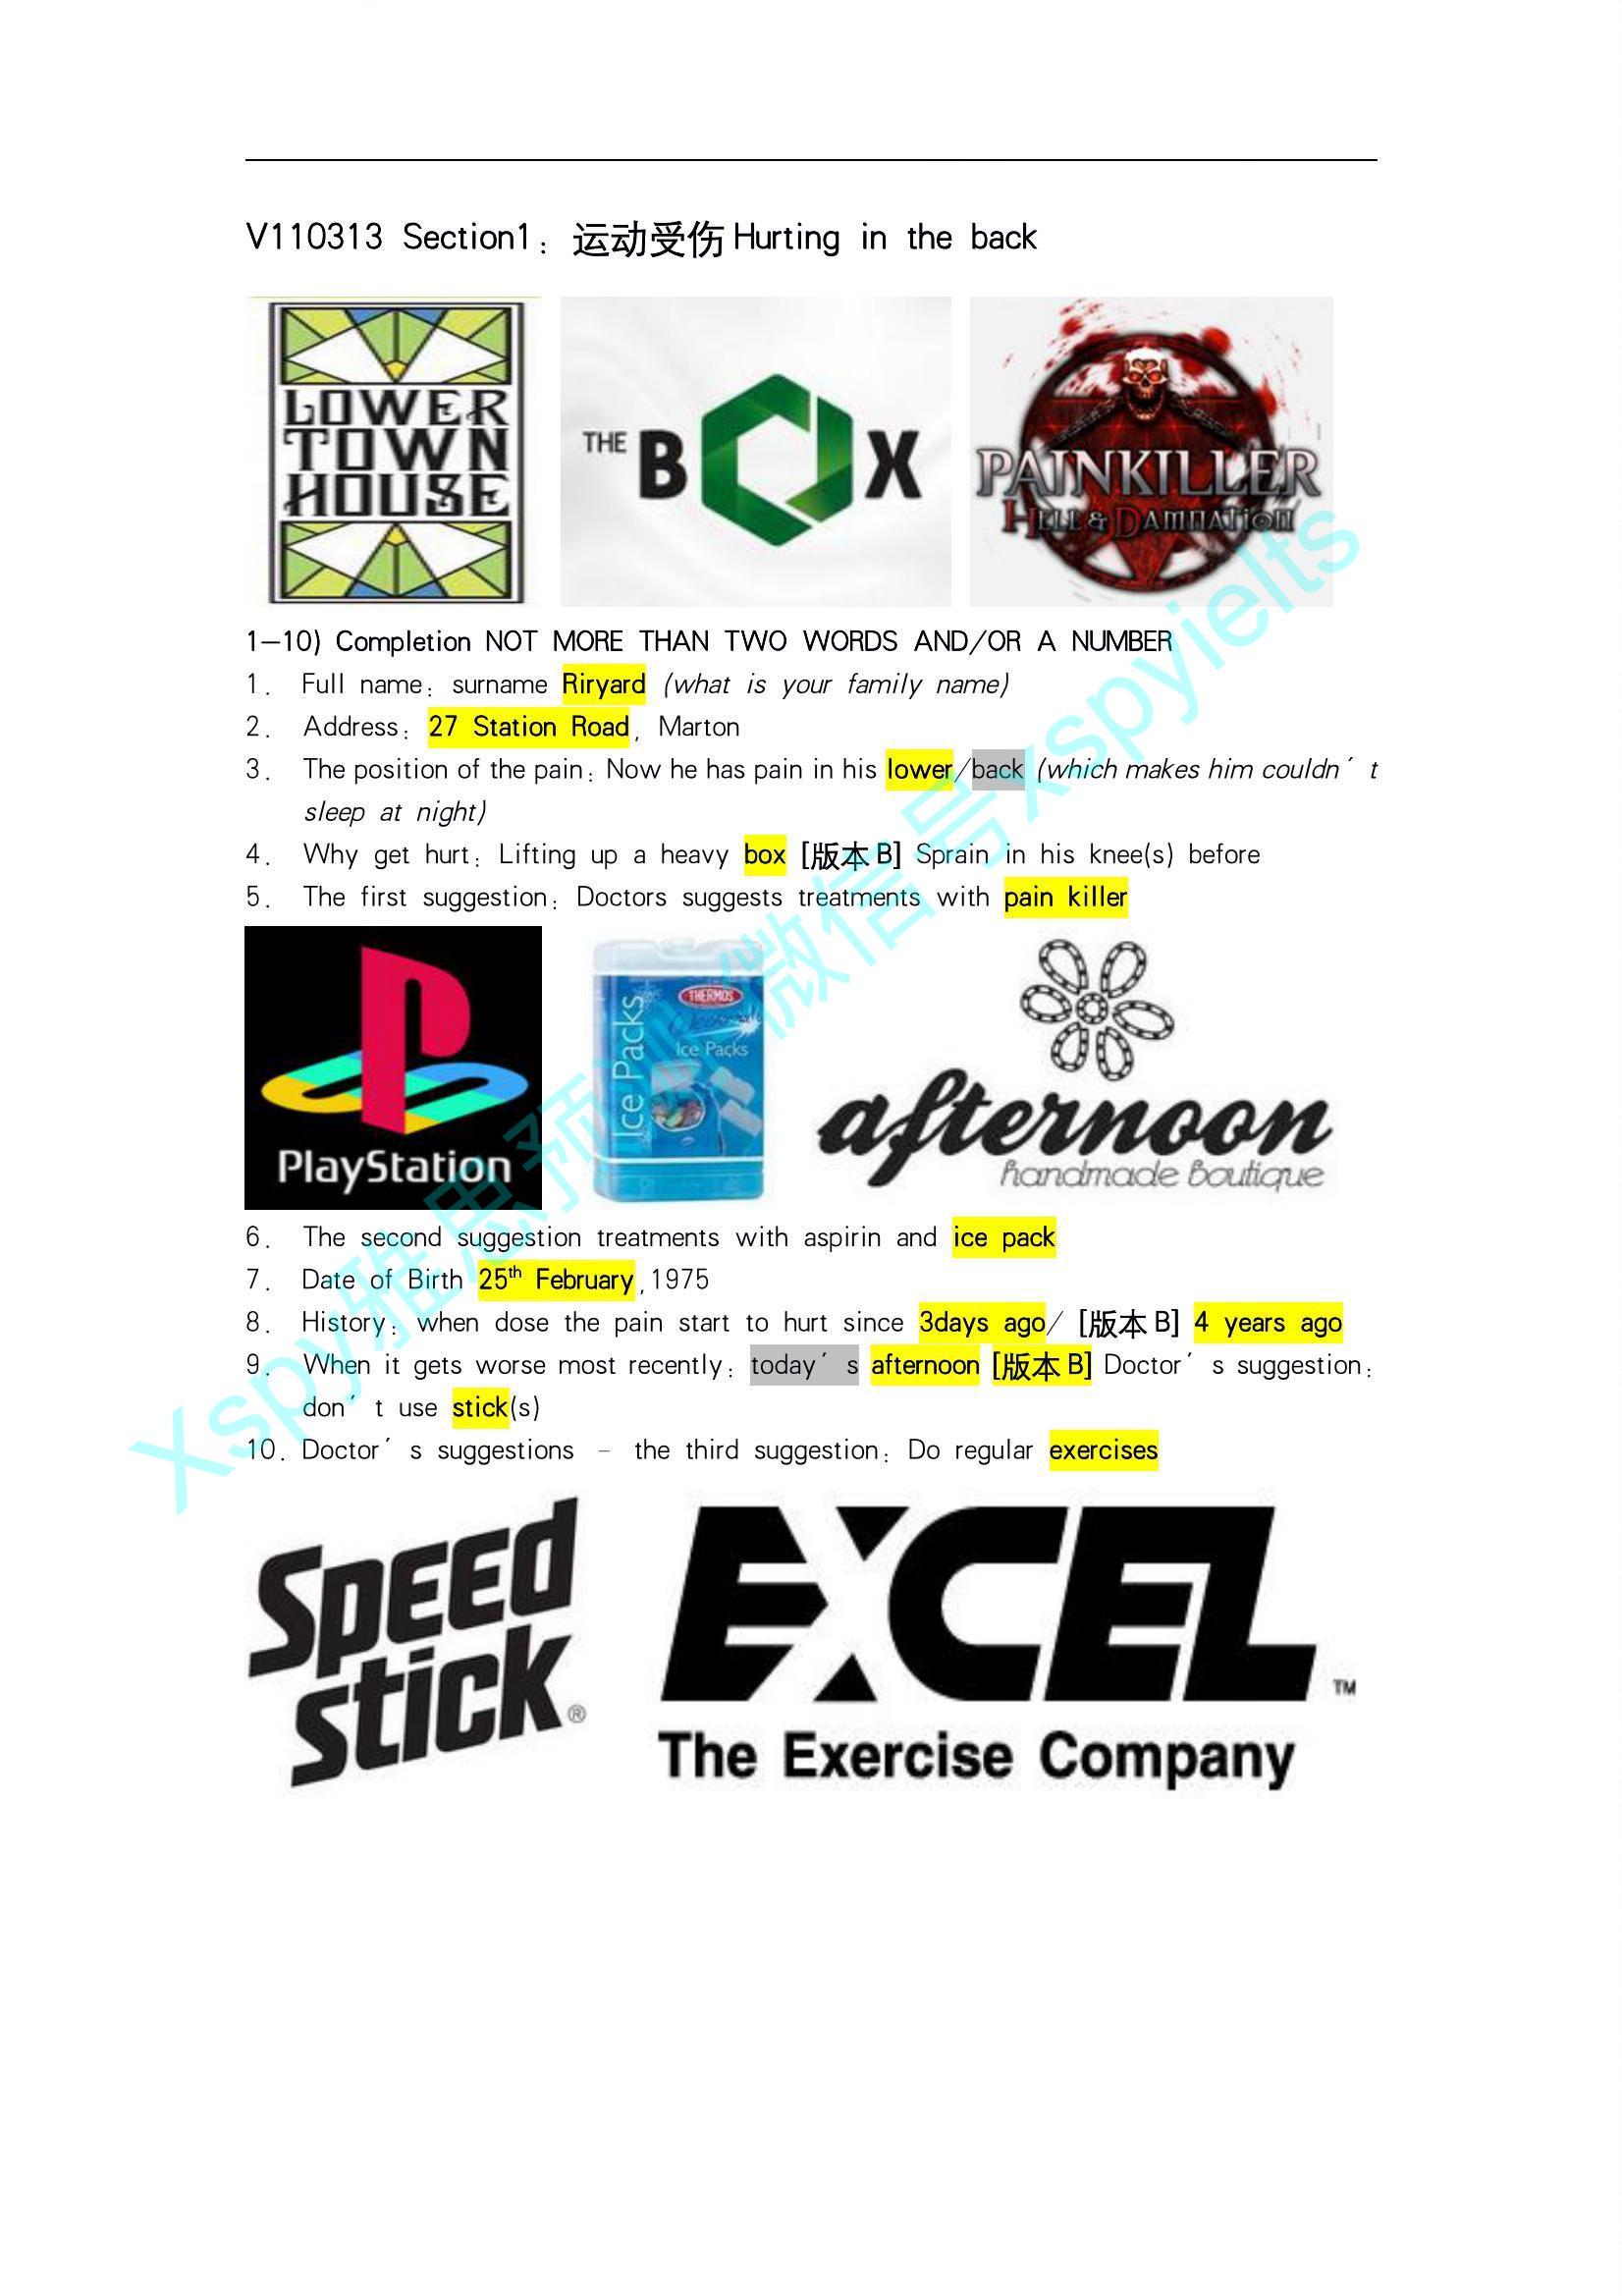 V110313 Section1：运动受伤 Hurting in the back
LOWER
TOWN
HOUSE
THE BOX
PAINKILLER
HELL & DAMNATION
1—10) Completion NOT MORE THAN TWO WORDS AND/OR A NUMBER
1. Full name: surname Riryard (what is your family name)
2. Address: 27 Station Road, Marton
3. The position of the pain: Now he has pain in his lower/back (which makes him couldn't
sleep at night)
4. Why get hurt: Lifting up a heavy box [版本 B] Sprain in his knee(s) before
5. The first suggestion: Doctors suggests treatments with pain killer
PlayStation
Ice Packs
THERMOS
Ice Packs
afternoon
handmade boutique
6. The second suggestion treatments with aspirin and ice pack
7. Date of Birth 25th February,1975
8. History: when dose the pain start to hurt since 3days ago/ [版本 B] 4 years ago
9. When it gets worse most recently: today's afternoon [版本 B] Doctor's suggestion:
don't use stick(s)
10. Doctor's suggestions – the third suggestion: Do regular exercises
Speed
Stick®
EXCEL™
The Exercise Company
Xspy雅思预测 微信号xspyielts